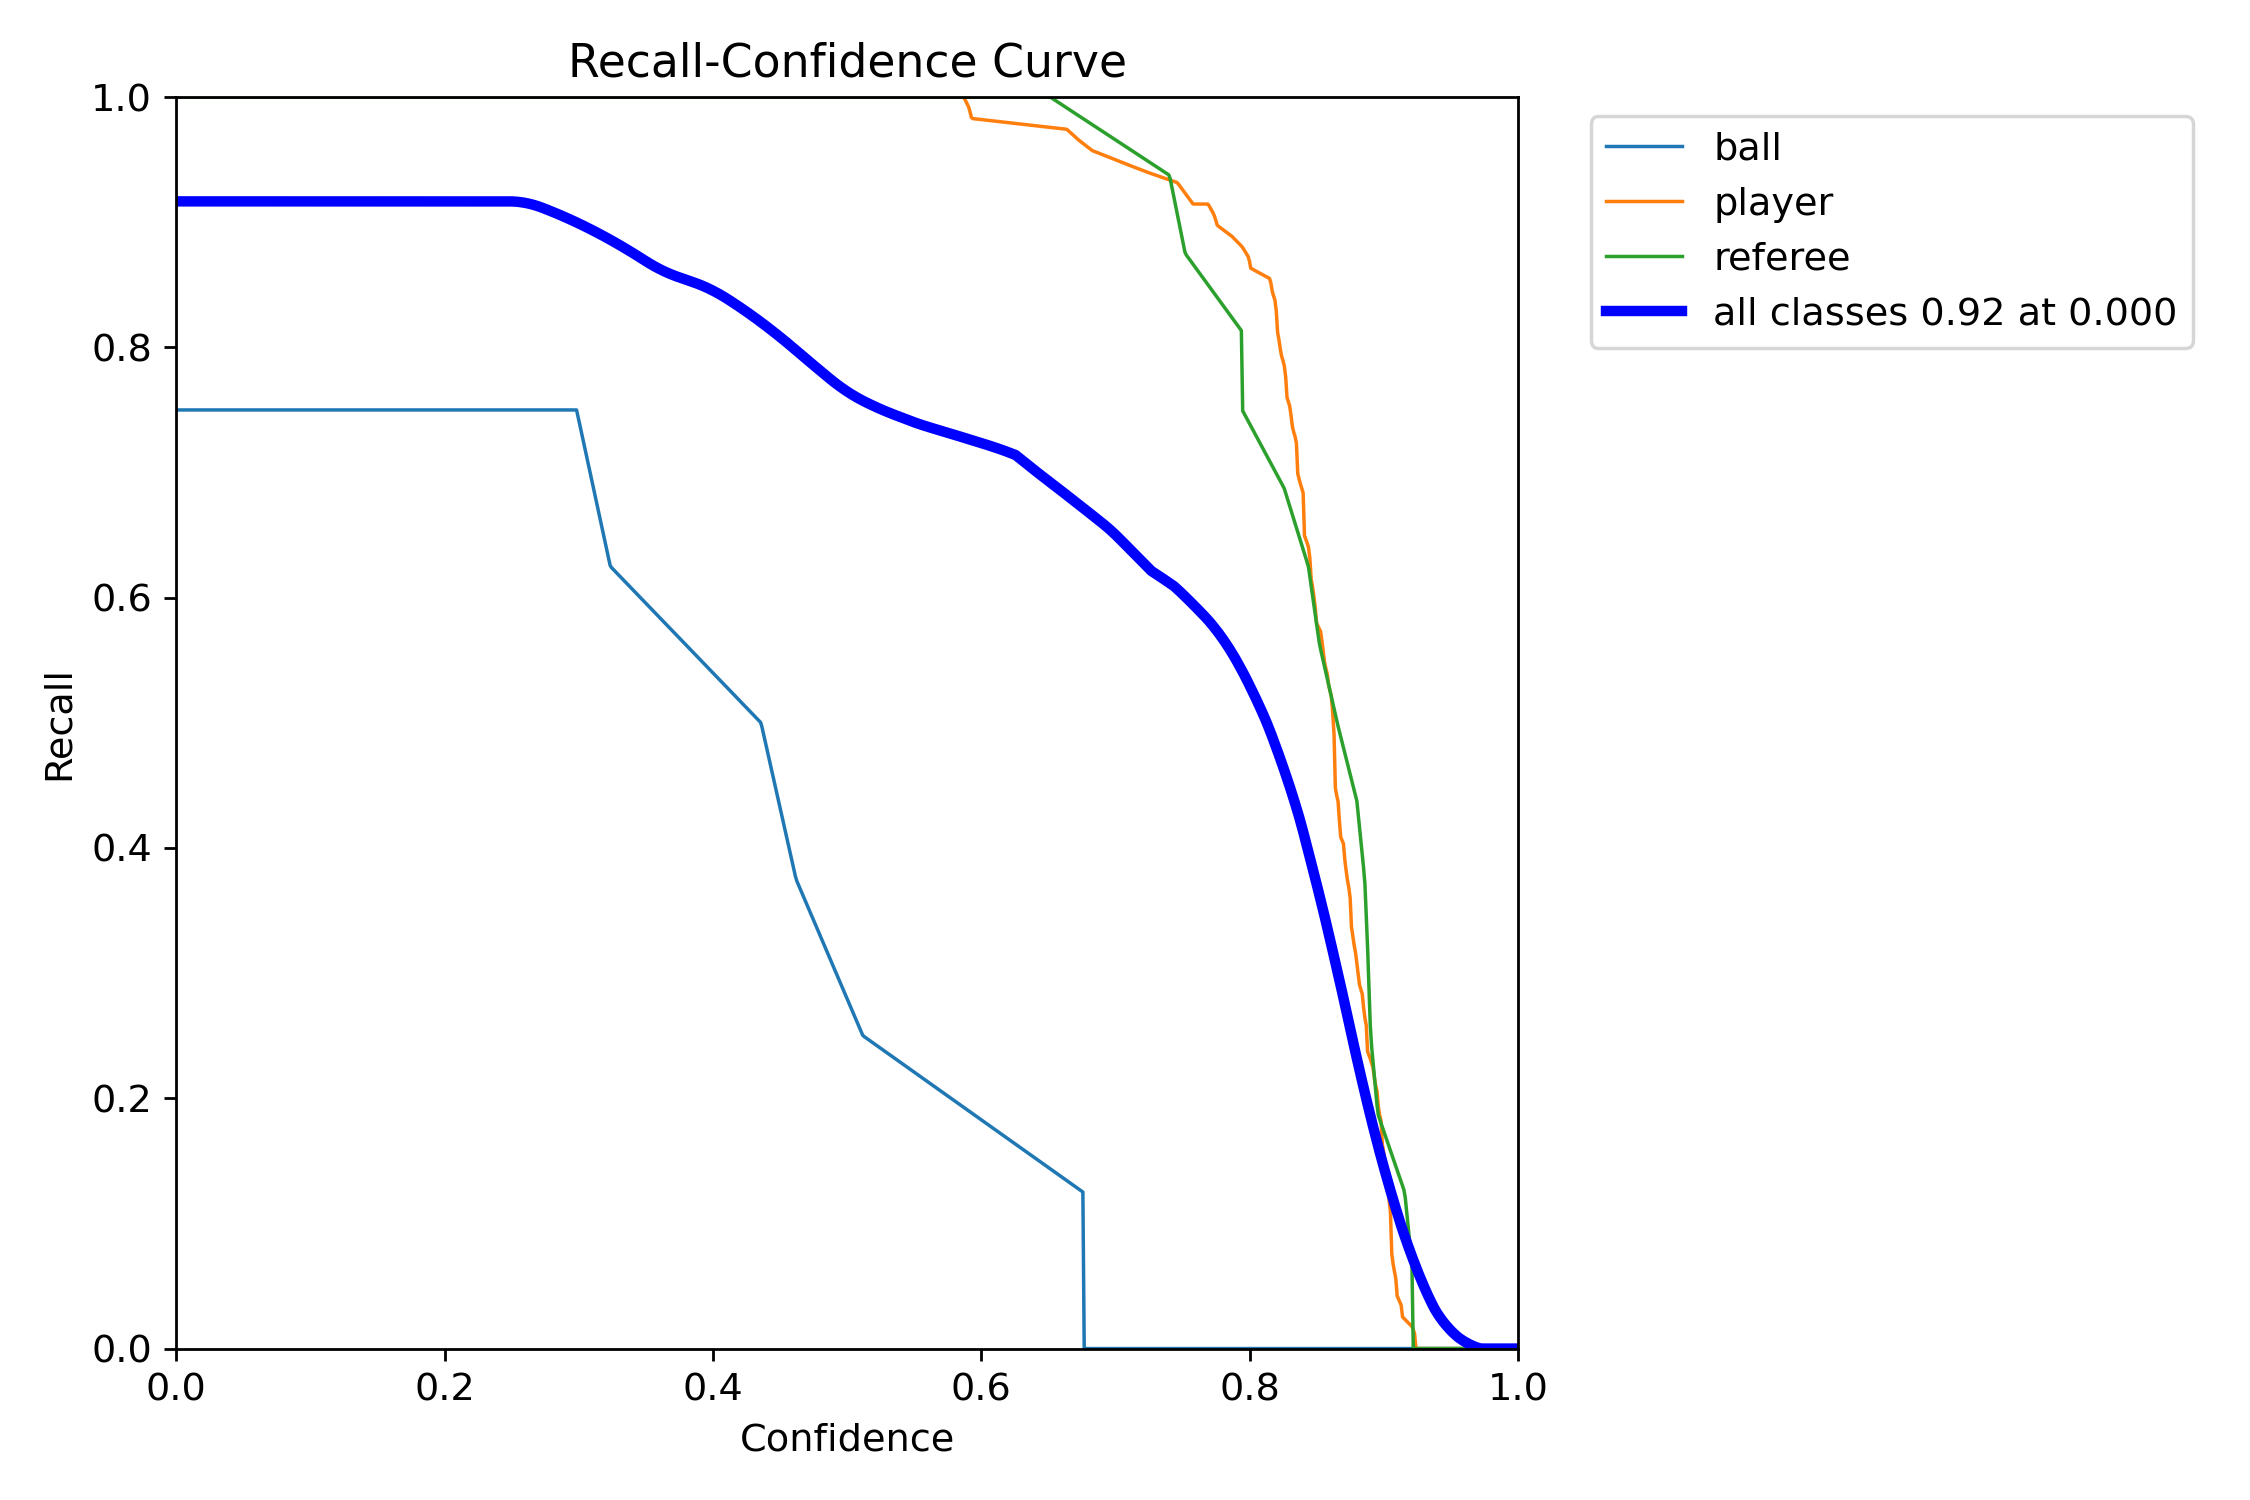 Recall-Confidence Curve
1.0
0.8
0.6
0.4
0.2
0.0
Recall
0.0 0.2 0.4 0.6 0.8 1.0
Confidence
ball
player
referee
all classes 0.92 at 0.000